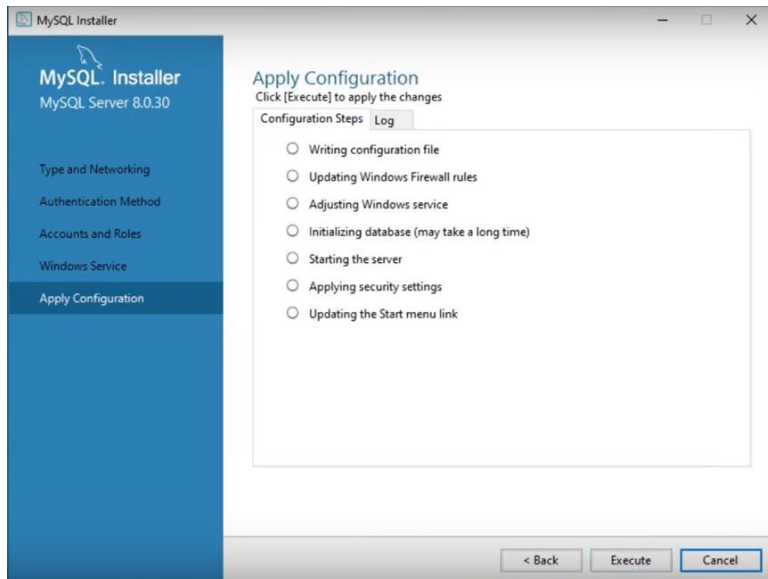 MySQL Installer
MySQL. Installer
MySQL Server 8.0.30
Type and Networking
Authentication Method
Accounts and Roles
Windows Service
Apply Configuration
Apply Configuration
Click [Execute] to apply the changes
Configuration Steps Log
Writing configuration file
Updating Windows Firewall rules
Adjusting Windows service
Initializing database (may take a long time)
Starting the server
Applying security settings
Updating the Start menu link
< Back Execute Cancel